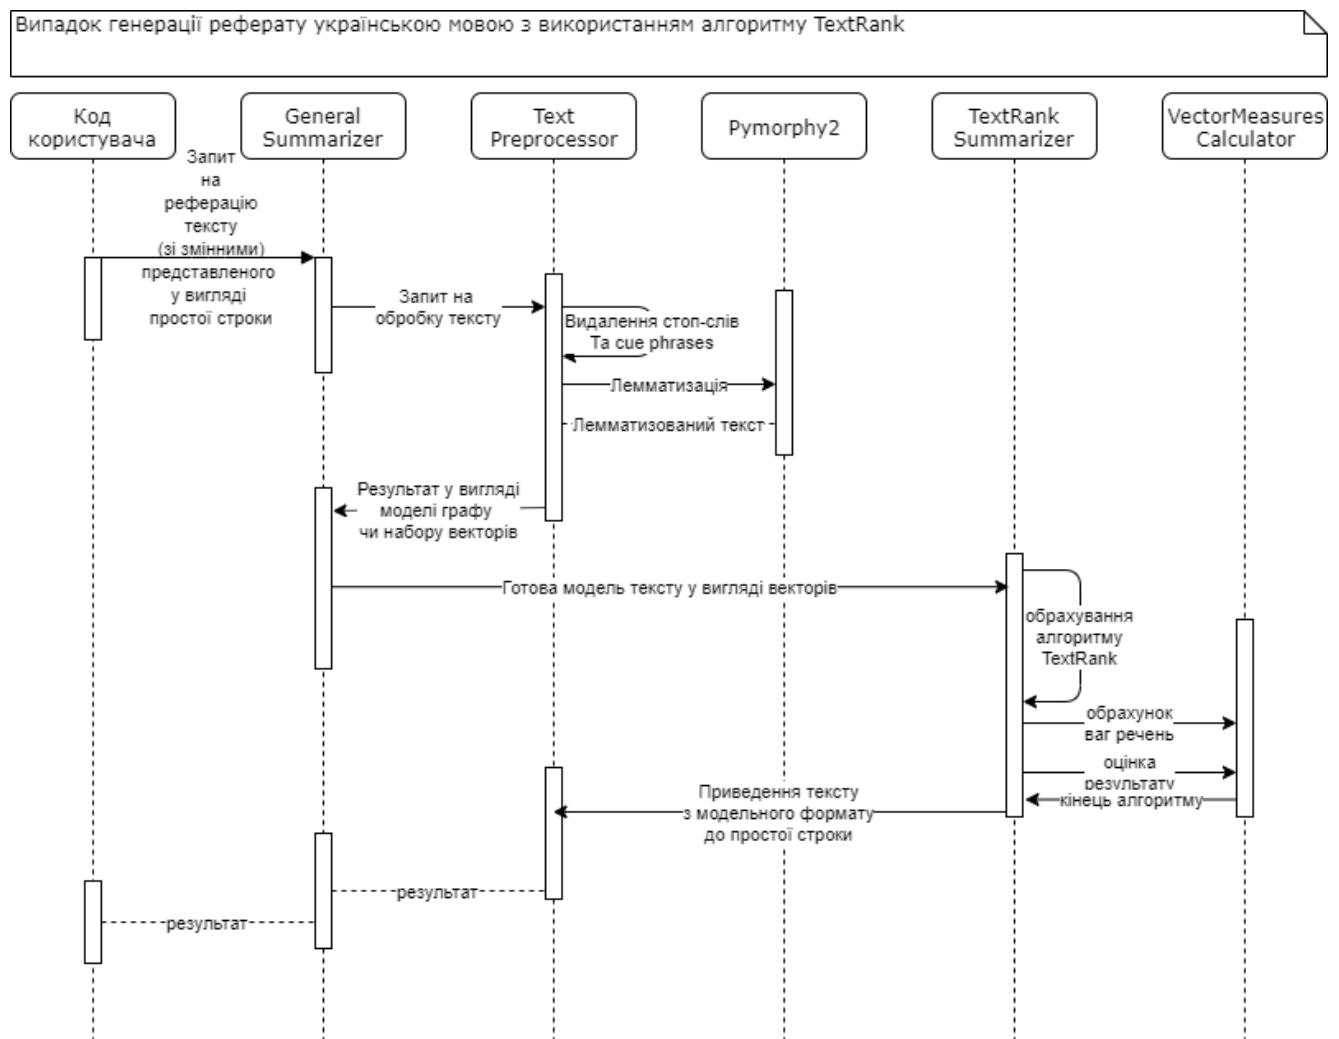 Випадок генерації реферату українською мовою з використанням алгоритму TextRank
Код
користувача
General
Summarizer
Text
Preprocessor
Pymorphy2
TextRank
Summarizer
VectorMeasures
Calculator
Запит
на
реферацію
тексту
(зі змінними)
представленого
у вигляді
простої строки
Запит на
обробку тексту
Видалення стоп-слів
Та cue phrases
Лемматизація
Лемматизований текст
Результат у вигляді
моделі графу
чи набору векторів
Готова модель тексту у вигляді векторів
обрахування
алгоритму
TextRank
обрахунок
ваг речень
оцінка
результату
кінець алгоритму
Приведення тексту
з модельного формату
до простої строки
результат
результат